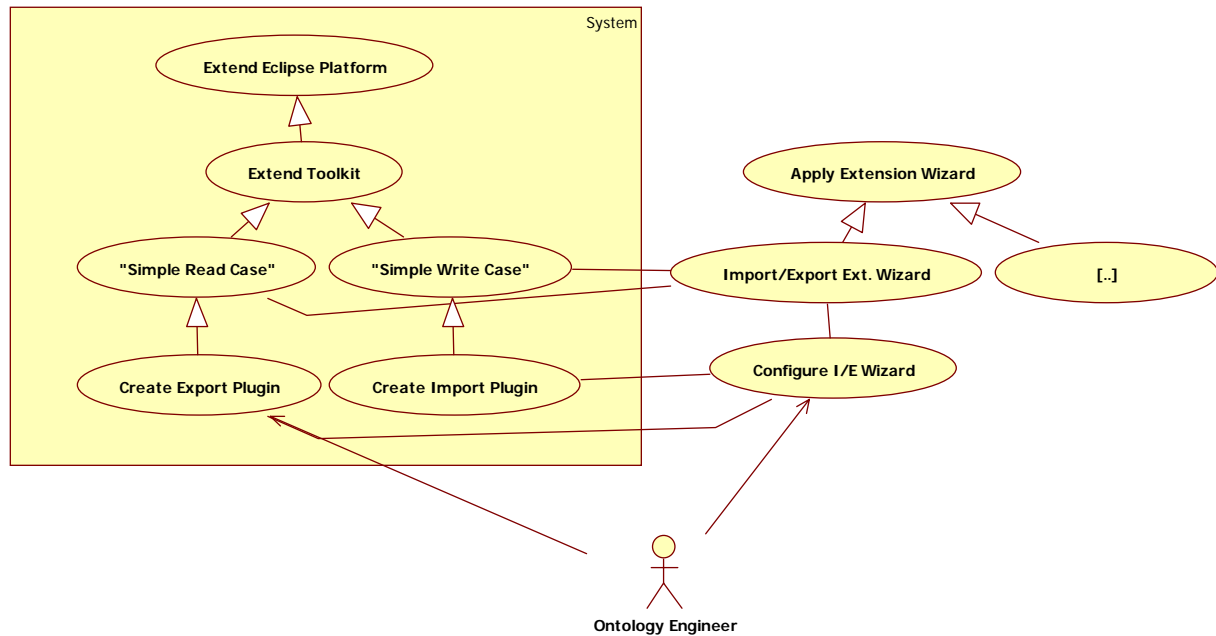 System
Extend Eclipse Platform
Extend Toolkit
Apply Extension Wizard
"Simple Read Case"
"Simple Write Case"
Import/Export Ext. Wizard
[..]
Create Export Plugin
Create Import Plugin
Configure I/E Wizard
Ontology Engineer